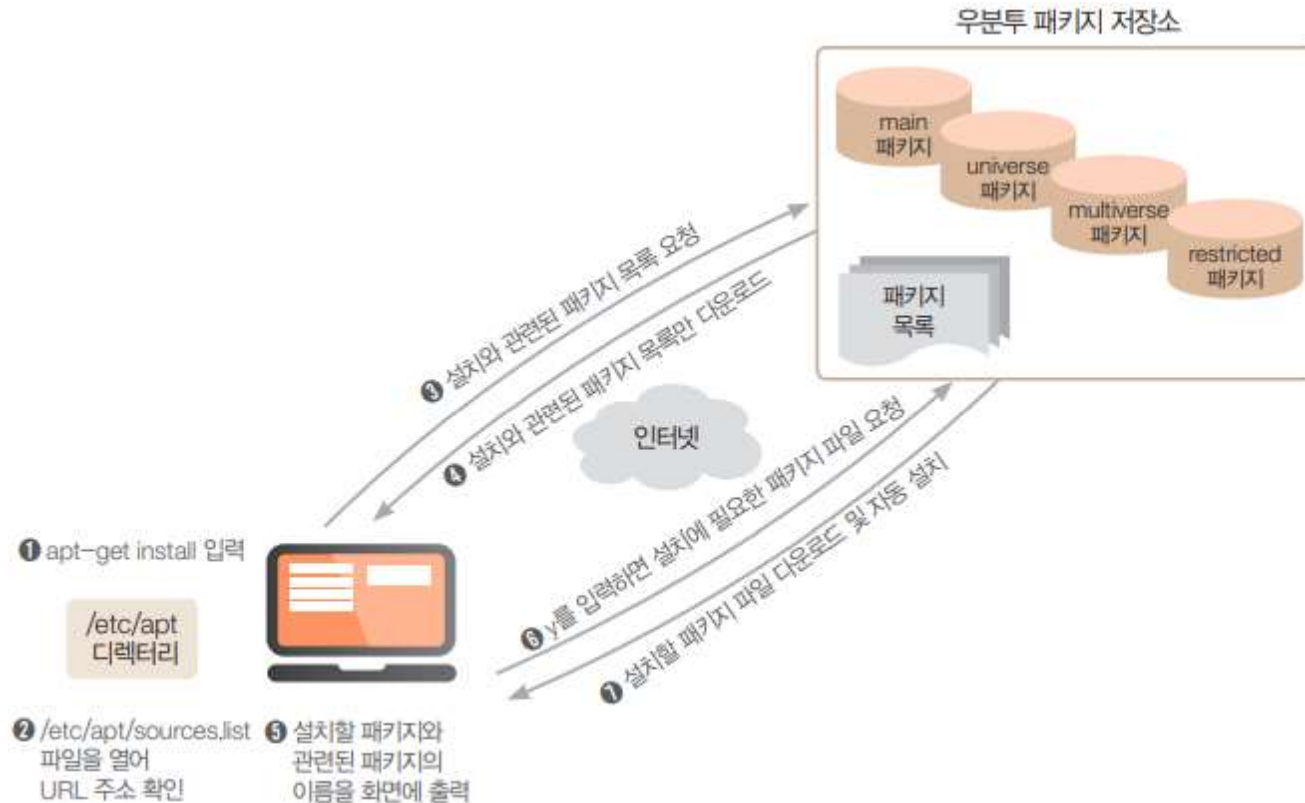 우분투 패키지 저장소
main
패키지
universe
패키지
multiverse
패키지
restricted
패키지
패키지
목록
❸ 설치와 관련된 패키지 목록 요청
❹ 설치와 관련된 패키지 목록만 다운로드
인터넷
❶ apt-get install 입력
/etc/apt
디렉터리
❻ y를 입력하면 설치에 필요한 패키지 파일 요청
❼ 설치할 패키지 파일 다운로드 및 자동 설치
❷ /etc/apt/sources.list
파일을 열어
URL 주소 확인
❺ 설치할 패키지와
관련된 패키지의
이름을 화면에 출력